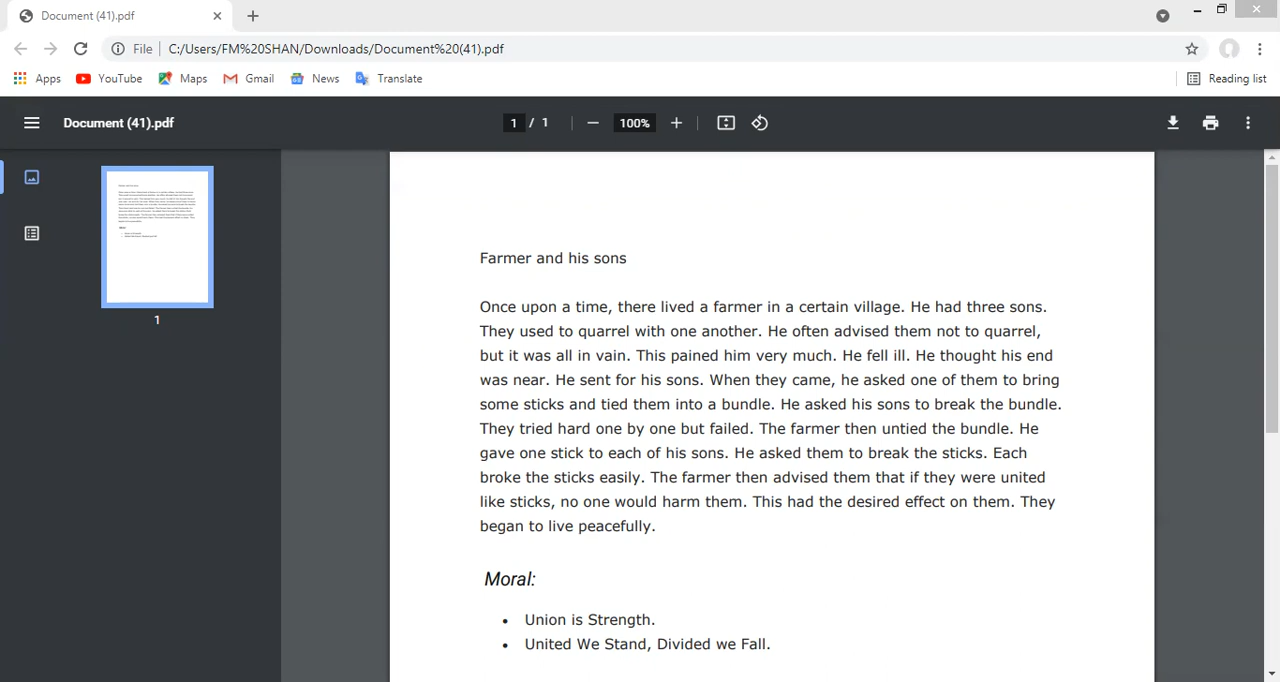 Document (41).pdf
File C:/Users/FM%20SHAN/Downloads/Document%20(41).pdf
Apps YouTube Maps Gmail News Translate Reading list
Document (41).pdf 1 / 1 100%
1
Farmer and his sons
Once upon a time, there lived a farmer in a certain village. He had three sons.
They used to quarrel with one another. He often advised them not to quarrel,
but it was all in vain. This pained him very much. He fell ill. He thought his end
was near. He sent for his sons. When they came, he asked one of them to bring
some sticks and tied them into a bundle. He asked his sons to break the bundle.
They tried hard one by one but failed. The farmer then untied the bundle. He
gave one stick to each of his sons. He asked them to break the sticks. Each
broke the sticks easily. The farmer then advised them that if they were united
like sticks, no one would harm them. This had the desired effect on them. They
began to live peacefully.
Moral:
• Union is Strength.
• United We Stand, Divided we Fall.